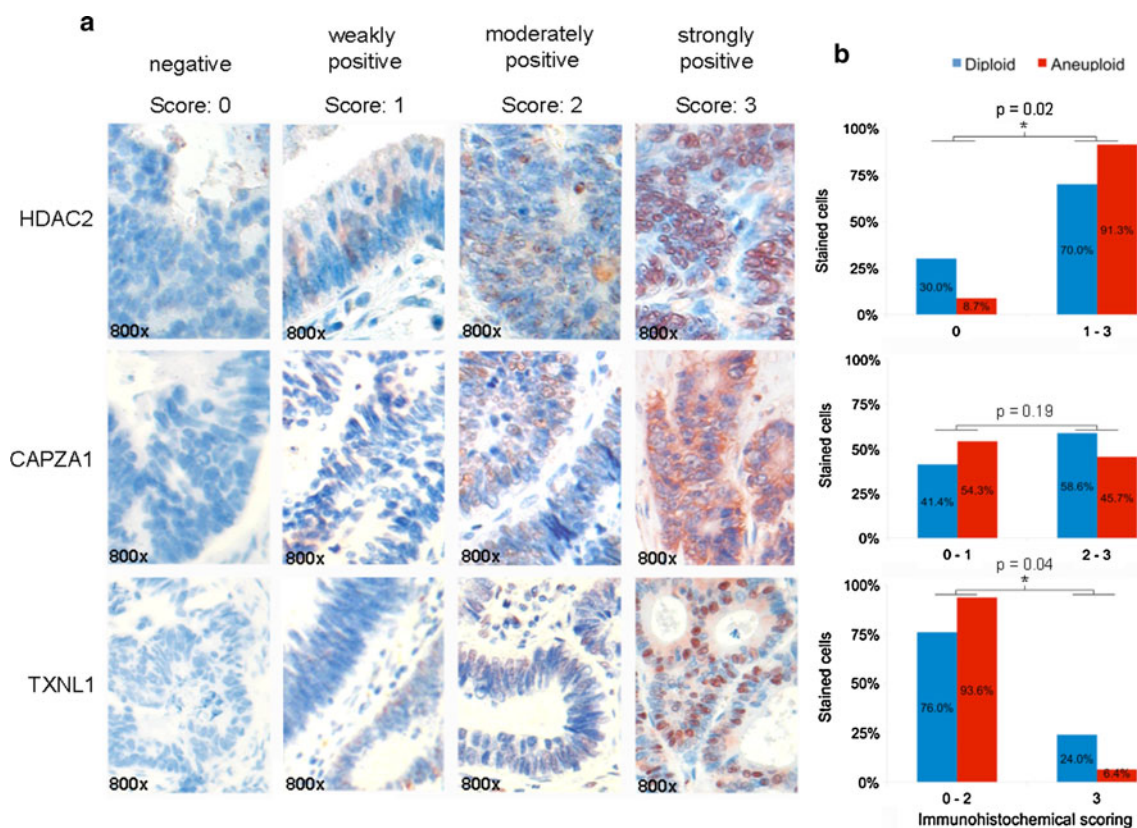 a
negative
Score: 0
weakly
positive
Score: 1
moderately
positive
Score: 2
strongly
positive
Score: 3
HDAC2
800x
800x
800x
800x
CAPZA1
800x
800x
800x
800x
TXNL1
800x
800x
800x
800x
b
Diploid
Aneuploid
p = 0.02
*
100%
75%
50%
25%
0%
Stained cells
30.0%
8.7%
70.0%
91.3%
0
1 - 3
100%
75%
50%
25%
0%
Stained cells
p = 0.19
41.4%
54.3%
58.6%
45.7%
0 - 1
2 - 3
p = 0.04
*
100%
75%
50%
25%
0%
Stained cells
76.0%
93.6%
24.0%
6.4%
0 - 2
3
Immunohistochemical scoring